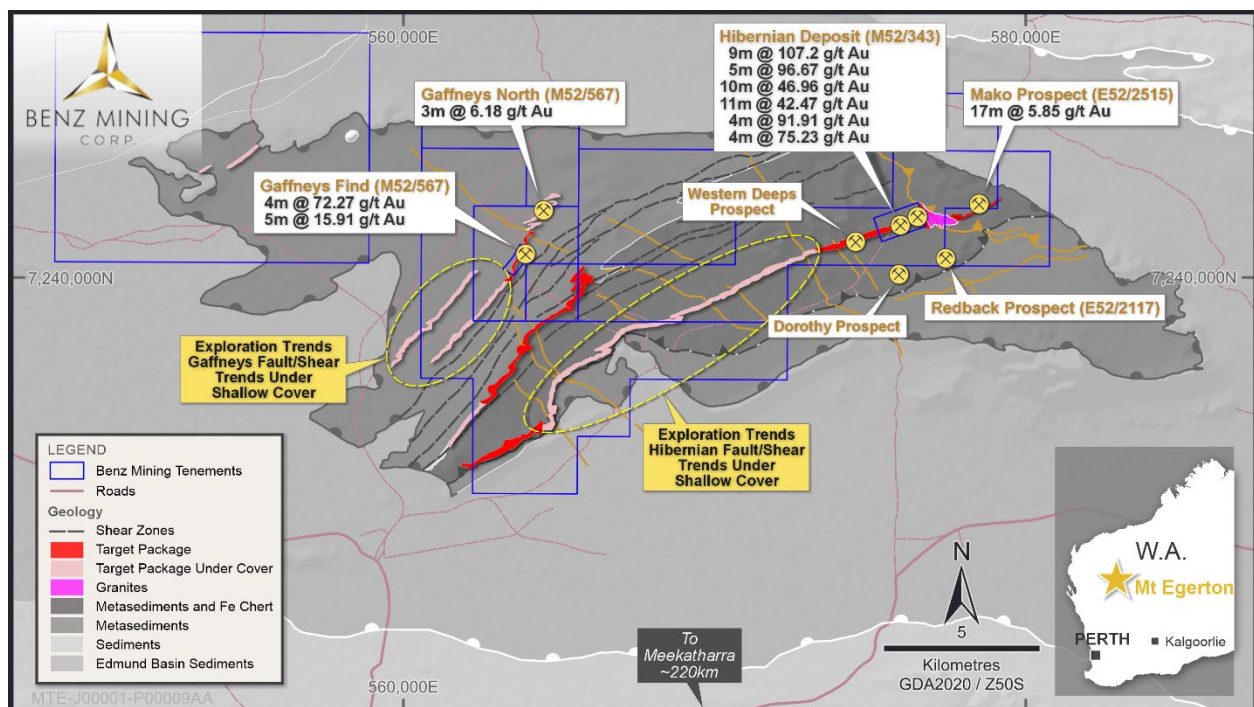 BENZ MINING
CORP.
560,000E
580,000E
Hibernian Deposit (M52/343)
9m @ 107.2 g/t Au
5m @ 96.67 g/t Au
10m @ 46.96 g/t Au
11m @ 42.47 g/t Au
4m @ 91.91 g/t Au
4m @ 75.23 g/t Au
Gaffneys North (M52/567)
3m @ 6.18 g/t Au
Mako Prospect (E52/2515)
17m @ 5.85 g/t Au
Gaffneys Find (M52/567)
4m @ 72.27 g/t Au
5m @ 15.91 g/t Au
Western Deeps
Prospect
7,240,000N
7,240,000N
Redback Prospect (E52/2117)
Dorothy Prospect
Exploration Trends
Gaffneys Fault/Shear
Trends Under
Shallow Cover
Exploration Trends
Hibernian Fault/Shear
Trends Under
Shallow Cover
LEGEND
Benz Mining Tenements
Roads
Geology
Shear Zones
Target Package
Target Package Under Cover
Granites
Metasediments and Fe Chert
Metasediments
Sediments
Edmund Basin Sediments
MTE-J00001-P00009AA
560,000E
To
Meekatharra
~220km
N
5
Kilometres
GDA2020 / Z50S
W.A.
Mt Egerton
PERTH
Kalgoorlie